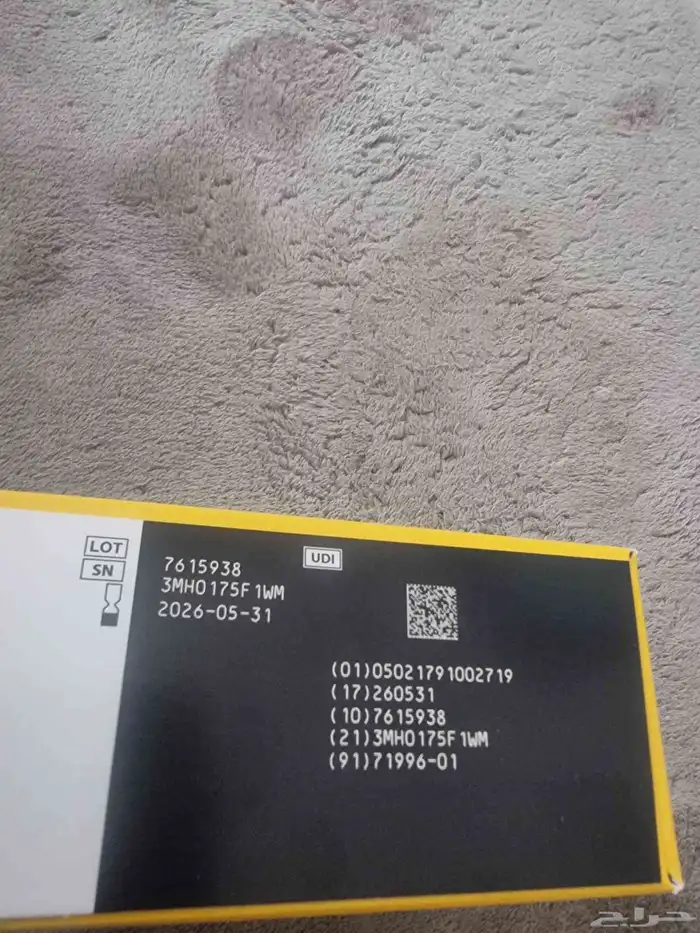 LOT
SN
7615938
3MH0175F1WM
2026-05-31
UDI
(01)05021791002719
(17)260531
(10)7615938
(21)3MH0175F1WM
(91)71996-01
حراج